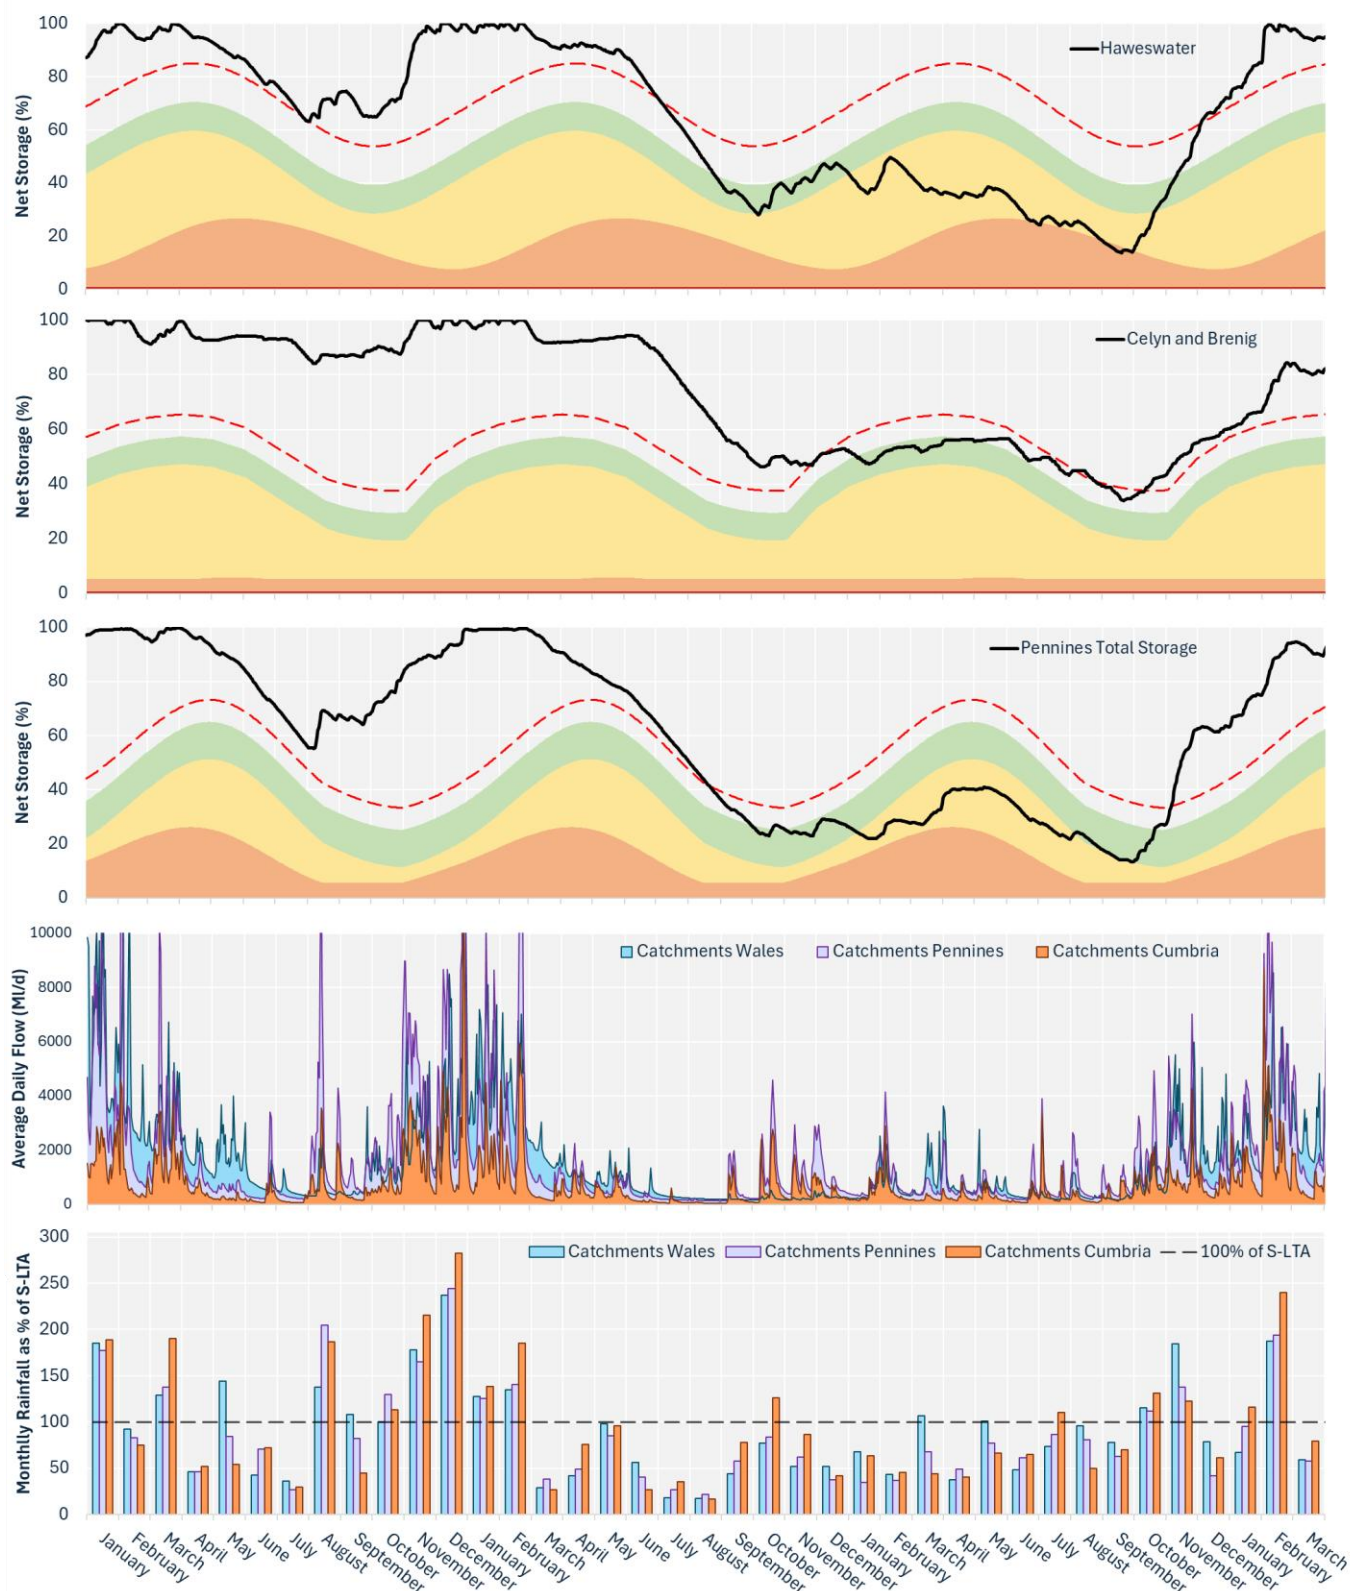 Net Storage (%)
100
80
60
40
20
0
Haweswater
Net Storage (%)
100
80
60
40
20
0
Celyn and Brenig
Net Storage (%)
100
80
60
40
20
0
Pennines Total Storage
Average Daily Flow (Ml/d)
10000
8000
6000
4000
2000
0
Catchments Wales Catchments Pennines Catchments Cumbria
Monthlly Rainfall as % of S-LTA
300
250
200
150
100
50
0
Catchments Wales Catchments Pennines Catchments Cumbria 100% of S-LTA
January
February
March
April
May
June
July
August
September
October
November
December
January
February
March
April
May
June
July
August
September
October
November
December
January
February
March
April
May
June
July
August
September
October
November
December
January
February
March